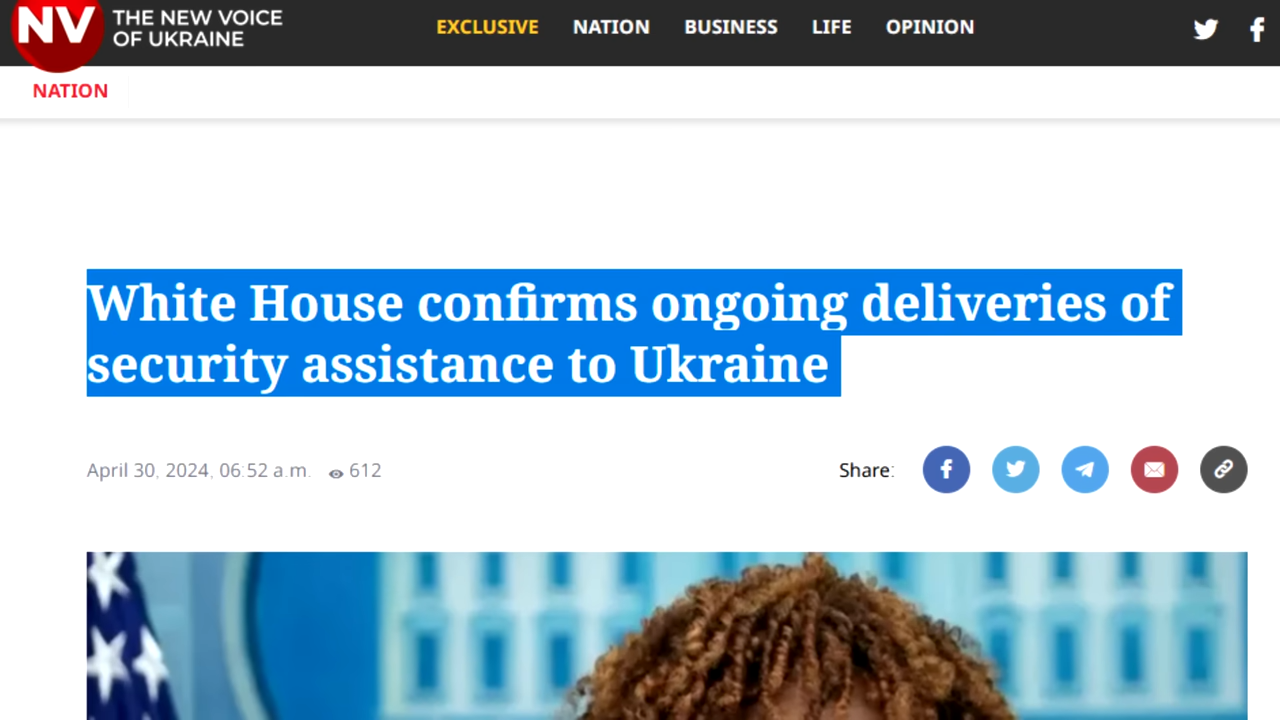 NV THE NEW VOICE
OF UKRAINE
EXCLUSIVE NATION BUSINESS LIFE OPINION
NATION
White House confirms ongoing deliveries of
security assistance to Ukraine
April 30, 2024, 06:52 a.m. 612
Share: